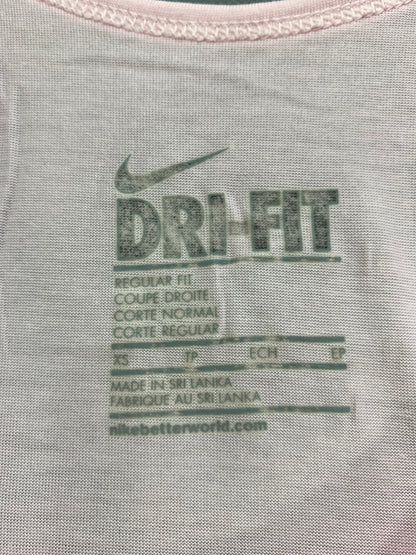 DRI-FIT
REGULAR FIT
COUPE DROITE
CORTE NORMAL
CORTE REGULAR
XS TP ECH EP
MADE IN SRI LANKA
FABRIQUE AU SRI LANKA
nikebetterworld.com